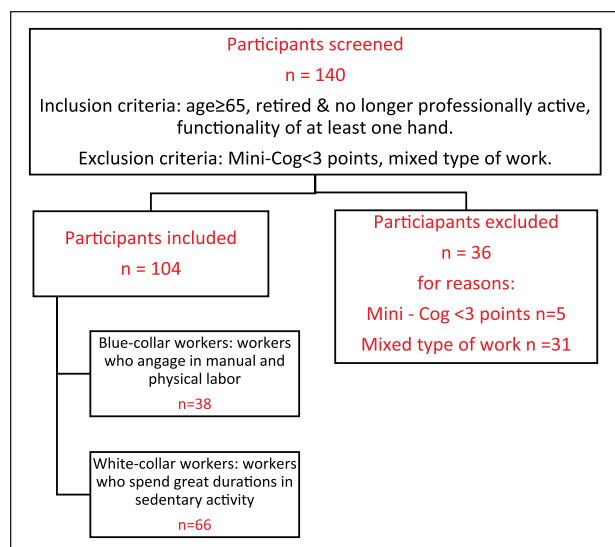 Participants screened
n = 140
Inclusion criteria: age≥65, retired & no longer professionally active,
functionality of at least one hand.
Exclusion criteria: Mini-Cog<3 points, mixed type of work.
Participants included
n = 104
Particiapants excluded
n = 36
for reasons:
Mini - Cog <3 points n=5
Mixed type of work n =31
Blue-collar workers: workers
who angage in manual and
physical labor
n=38
White-collar workers: workers
who spend great durations in
sedentary activity
n=66